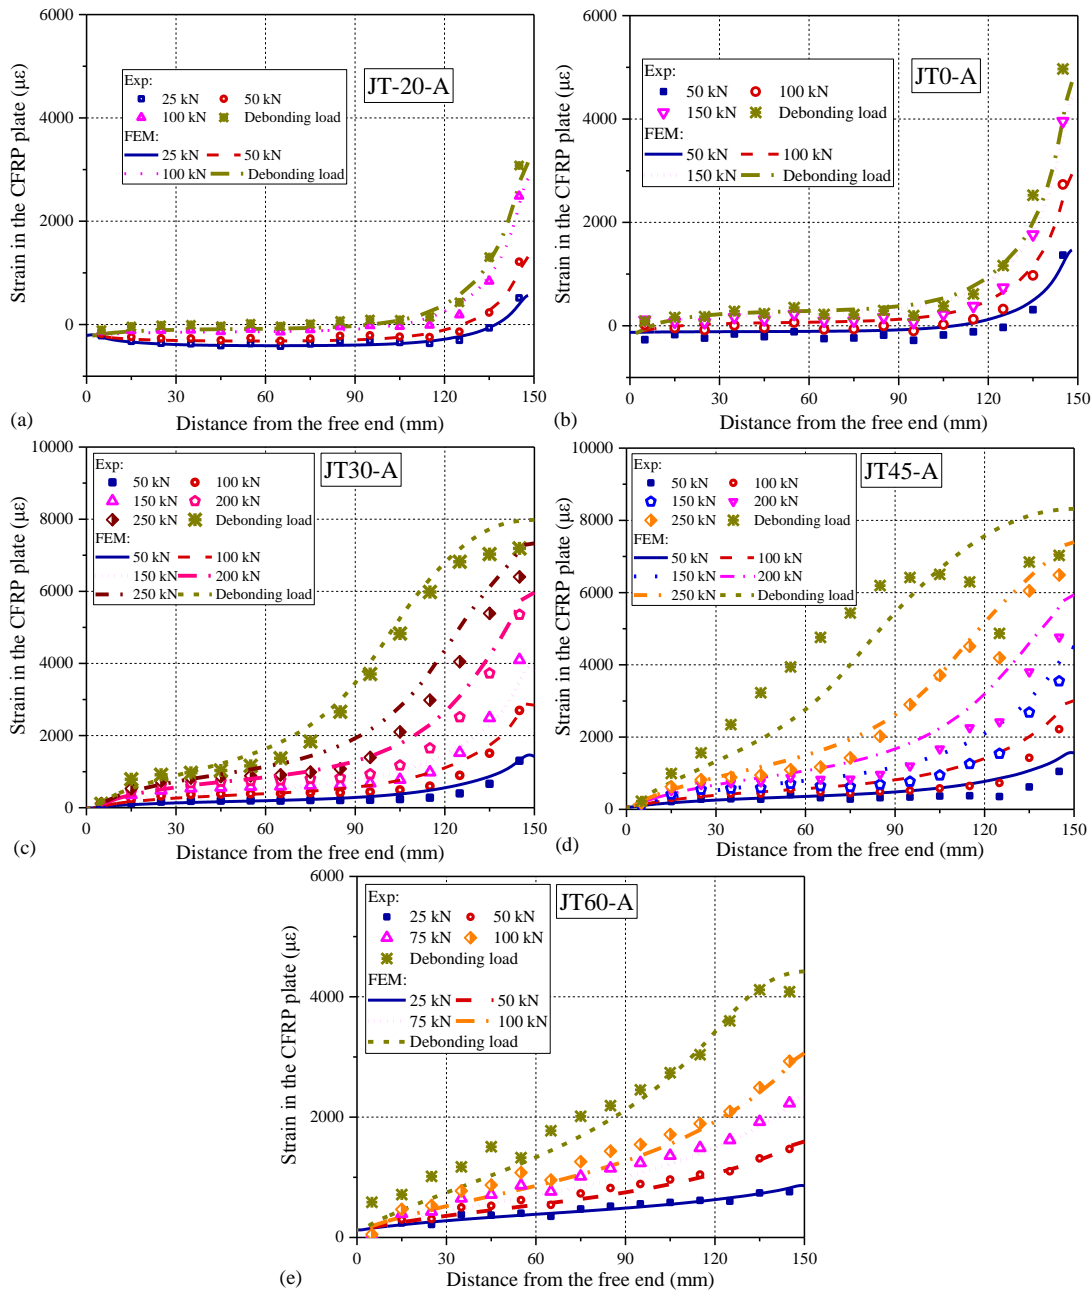 JT-20-A
Exp:
25 kN 50 kN
100 kN Debonding load
FEM:
25 kN 50 kN
100 kN Debonding load
6000
4000
2000
0
Strain in the CFRP plate (με)
0 30 60 90 120 150
Distance from the free end (mm)
(a)
JT0-A
Exp:
50 kN 100 kN
150 kN Debonding load
FEM:
50 kN 100 kN
150 kN Debonding load
6000
4000
2000
0
Strain in the CFRP plate (με)
0 30 60 90 120 150
Distance from the free end (mm)
(b)
JT30-A
Exp:
50 kN 100 kN
150 kN 200 kN
250 kN Debonding load
FEM:
50 kN 100 kN
150 kN 200 kN
250 kN Debonding load
10000
8000
6000
4000
2000
0
Strain in the CFRP plate (με)
0 30 60 90 120 150
Distance from the free end (mm)
(c)
JT45-A
Exp:
50 kN 100 kN
150 kN 200 kN
250 kN Debonding load
FEM:
50 kN 100 kN
150 kN 200 kN
250 kN Debonding load
10000
8000
6000
4000
2000
0
Strain in the CFRP plate (με)
0 30 60 90 120 150
Distance from the free end (mm)
(d)
JT60-A
Exp:
25 kN 50 kN
75 kN 100 kN
Debonding load
FEM:
25 kN 50 kN
75 kN 100 kN
Debonding load
6000
4000
2000
0
Strain in the CFRP plate (με)
0 30 60 90 120 150
Distance from the free end (mm)
(e)